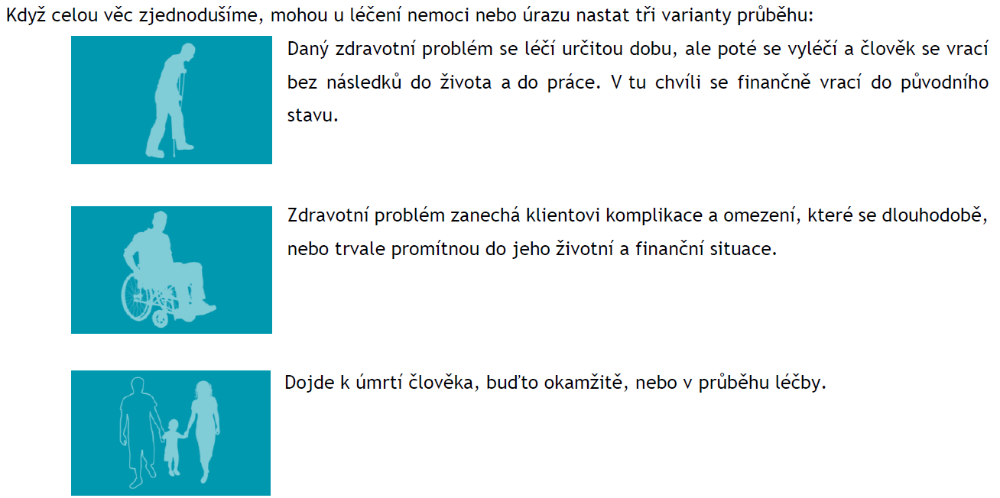 Když celou věc zjednodušíme, mohou u léčení nemoci nebo úrazu nastat tři varianty průběhu:
Daný zdravotní problém se léčí určitou dobu, ale poté se vyléčí a člověk se vrací
bez následků do života a do práce. V tu chvíli se finančně vrací do původního
stavu.
Zdravotní problém zanechá klientovi komplikace a omezení, které se dlouhodobě,
nebo trvale promítnou do jeho životní a finanční situace.
Dojde k úmrtí člověka, buďto okamžitě, nebo v průběhu léčby.